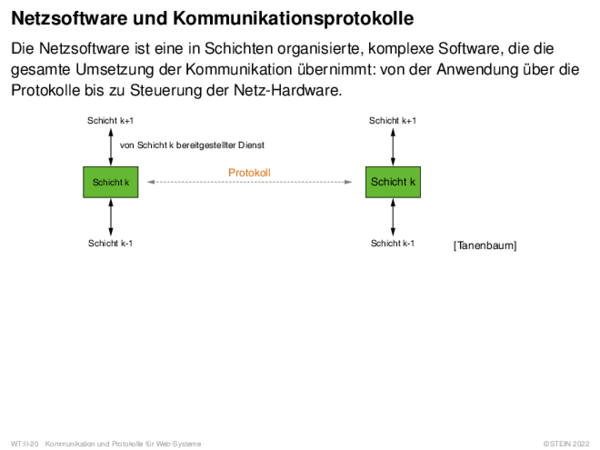 Netzsoftware und Kommunikationsprotokolle
Die Netzsoftware ist eine in Schichten organisierte, komplexe Software, die die
gesamte Umsetzung der Kommunikation übernimmt: von der Anwendung über die
Protokolle bis zu Steuerung der Netz-Hardware.
Schicht k+1 Schicht k+1
von Schicht k bereitgestellter Dienst
Protokoll
Schicht k Schicht k
Schicht k-1 Schicht k-1 [Tanenbaum]
WT:II-20 Kommunikation und Protokolle für Web-Systeme ©STEIN 2022